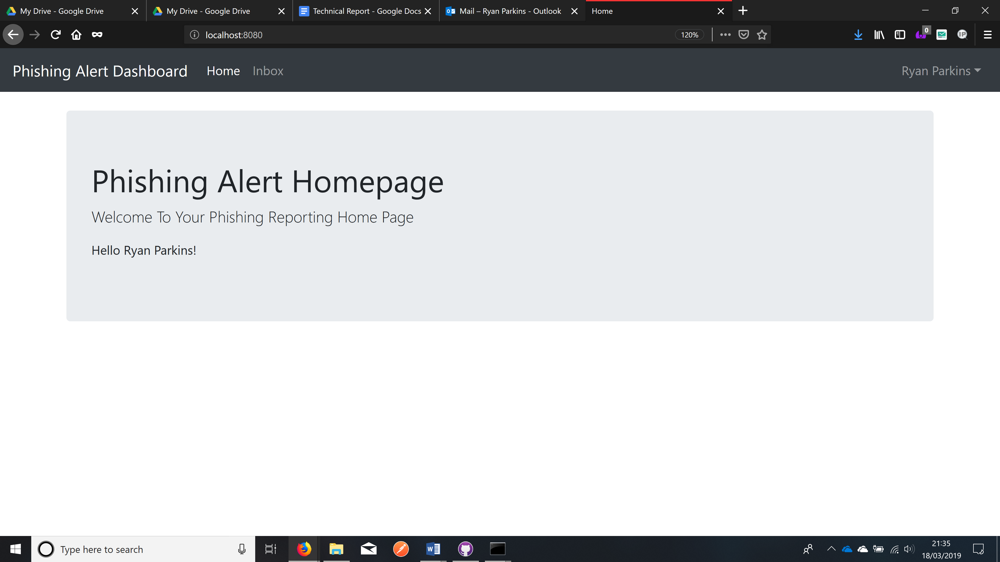 My Drive - Google Drive
My Drive - Google Drive
Technical Report - Google Docs
Mail – Ryan Parkins - Outlook
Home
localhost:8080
120%
0
IP
Phishing Alert Dashboard
Home
Inbox
Ryan Parkins
Phishing Alert Homepage
Welcome To Your Phishing Reporting Home Page
Hello Ryan Parkins!
Type here to search
21:35
18/03/2019